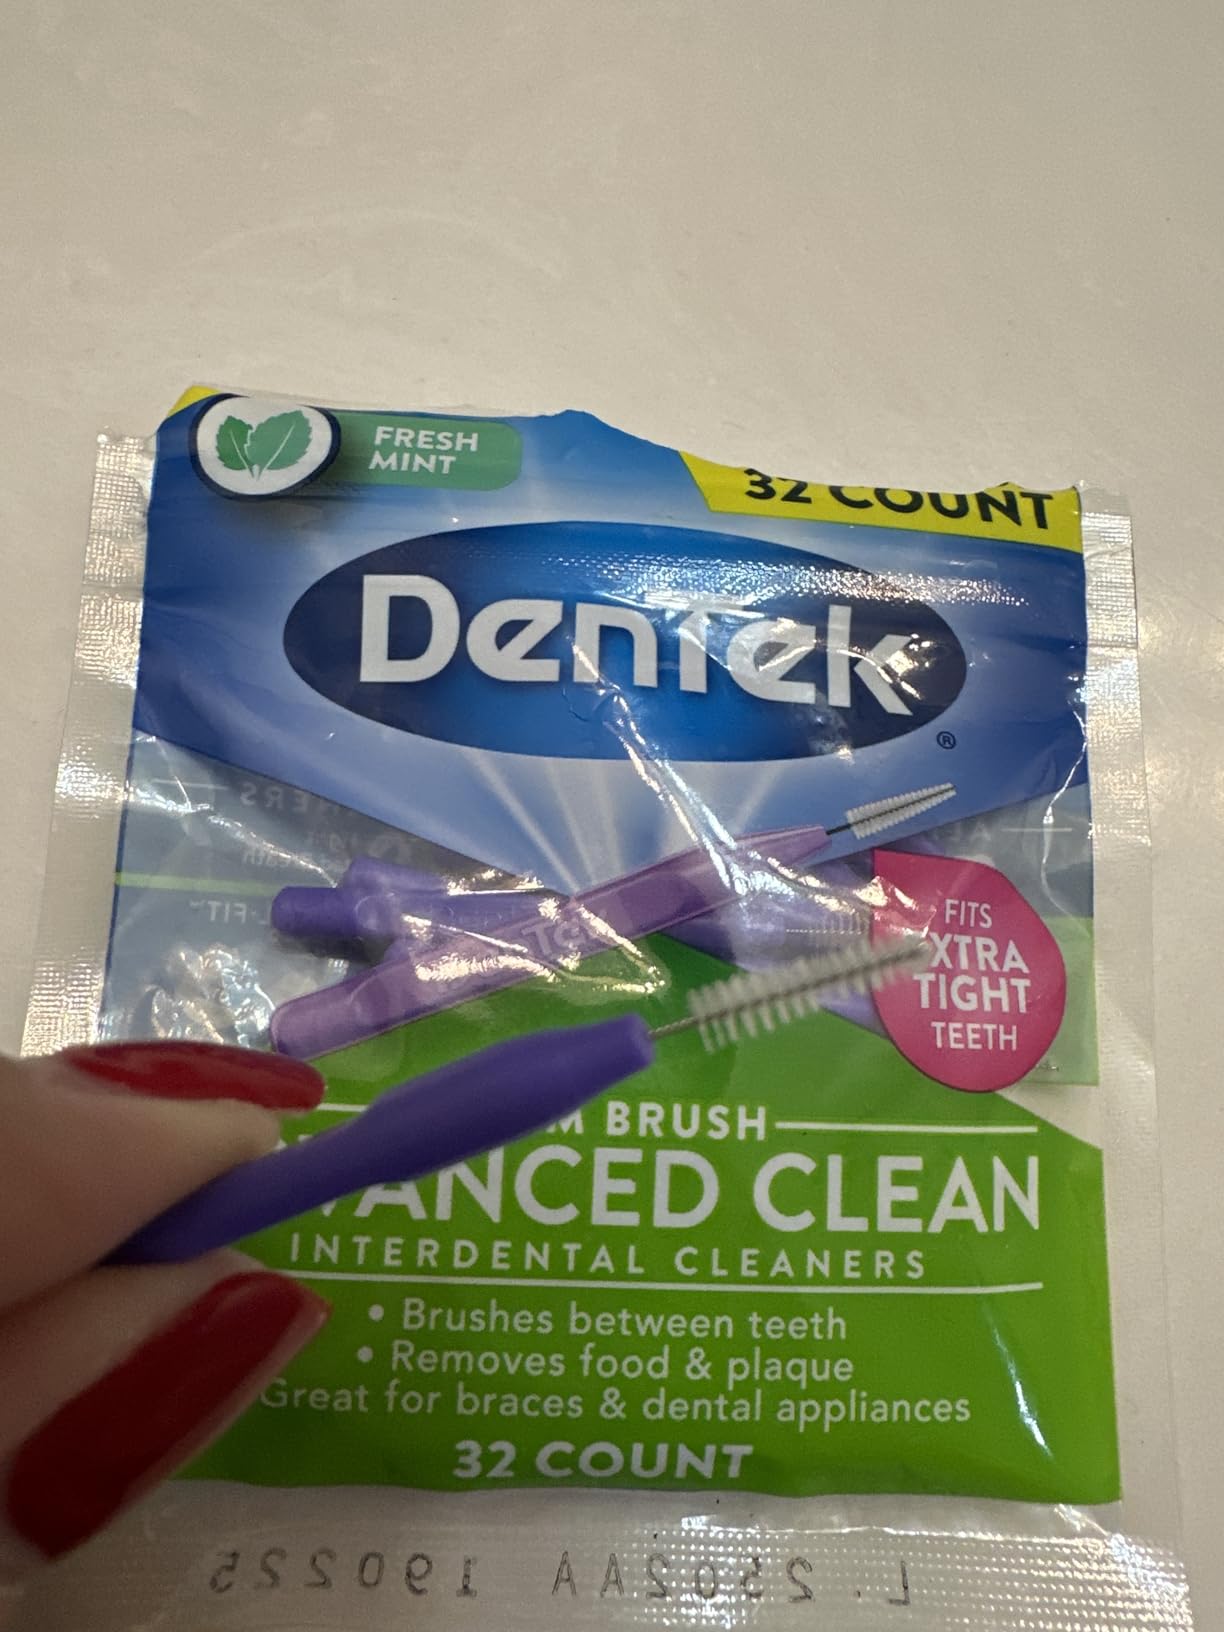 FRESH
MINT
32 COUNT
DenTek
®
FITS
XTRA
TIGHT
TEETH
M BRUSH
VANCED CLEAN
INTERDENTAL CLEANERS
• Brushes between teeth
• Removes food & plaque
Great for braces & dental appliances
32 COUNT
L. 2502AA 190225